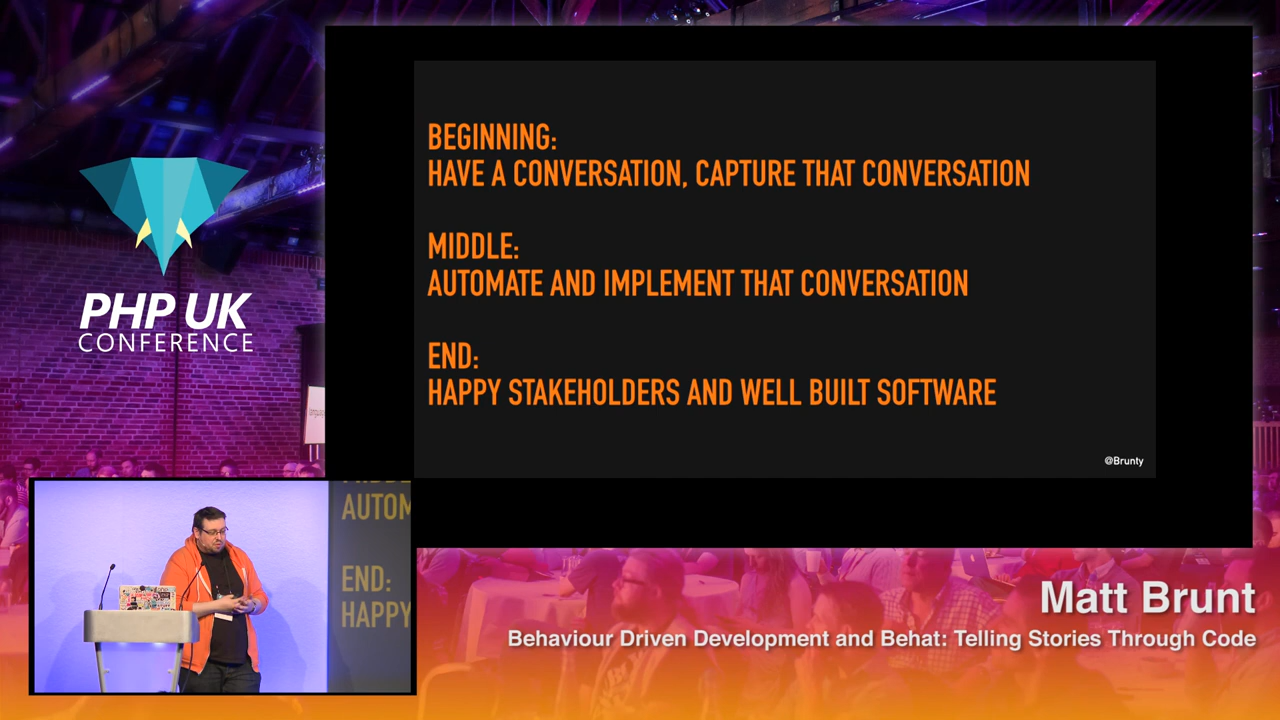 BEGINNING:
HAVE A CONVERSATION, CAPTURE THAT CONVERSATION
MIDDLE:
AUTOMATE AND IMPLEMENT THAT CONVERSATION
END:
HAPPY STAKEHOLDERS AND WELL BUILT SOFTWARE
@Brunty
PHP UK
CONFERENCE
AUTOM
END:
HAPPY
Matt Brunt
Behaviour Driven Development and Behat: Telling Stories Through Code